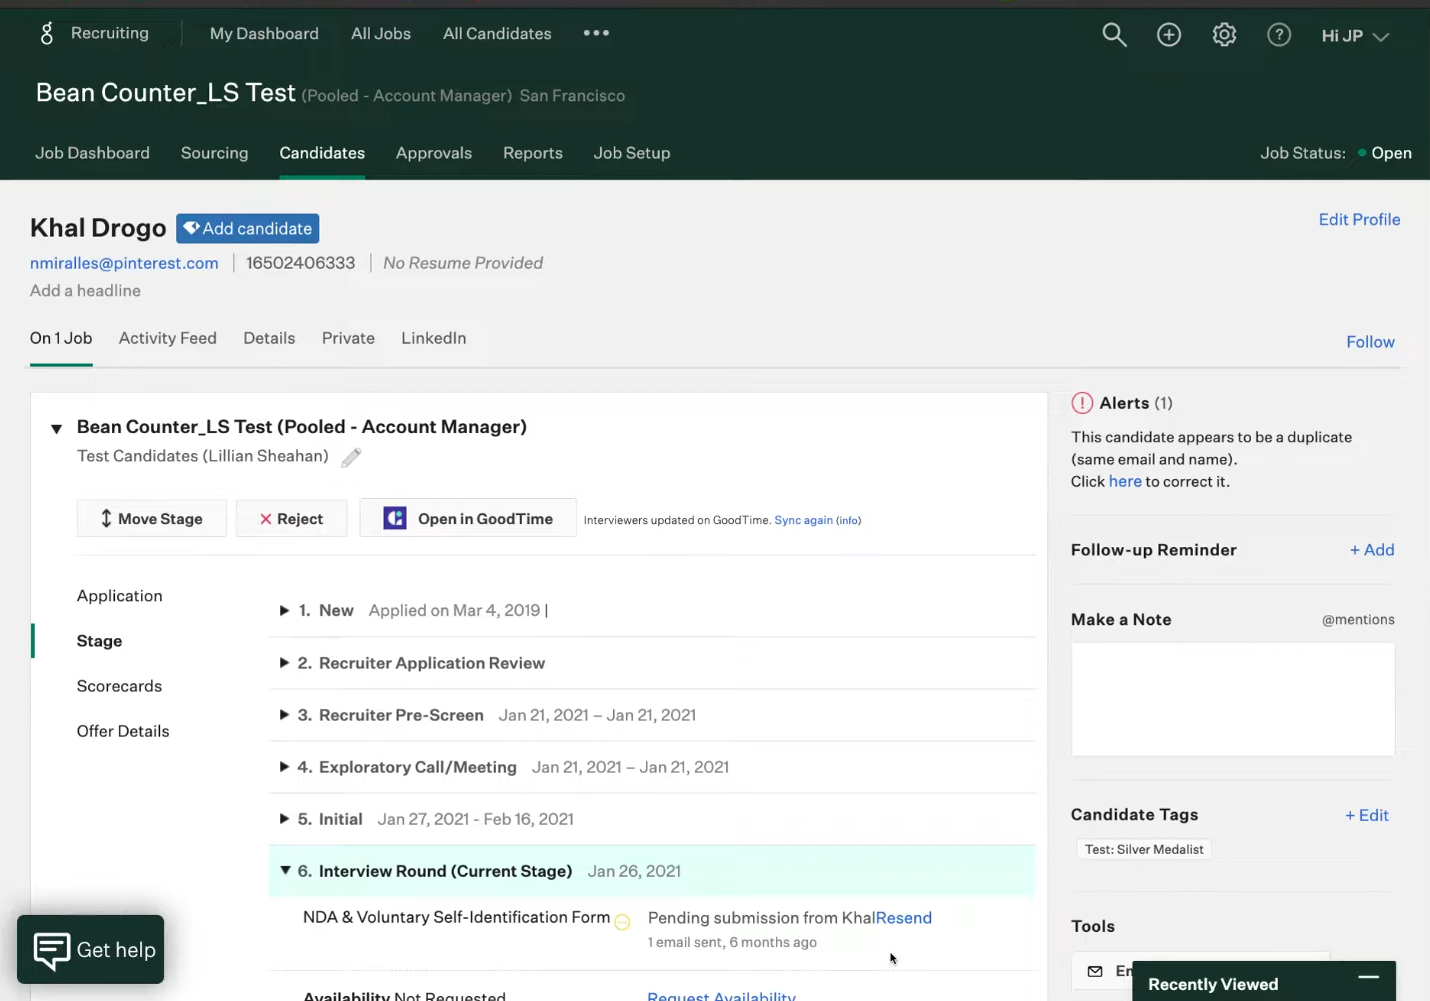 Recruiting My Dashboard All Jobs All Candidates ••• Hi JP
Bean Counter_LS Test (Pooled - Account Manager) San Francisco
Job Dashboard Sourcing Candidates Approvals Reports Job Setup Job Status: Open
Khal Drogo Add candidate Edit Profile
nmiralles@pinterest.com 16502406333 No Resume Provided
Add a headline
On 1 Job Activity Feed Details Private LinkedIn Follow
Bean Counter_LS Test (Pooled - Account Manager)
Test Candidates (Lillian Sheahan)
Move Stage Reject Open in GoodTime Interviewers updated on GoodTime. Sync again (info)
Application
Stage
Scorecards
Offer Details
1. New Applied on Mar 4, 2019 |
2. Recruiter Application Review
3. Recruiter Pre-Screen Jan 21, 2021 – Jan 21, 2021
4. Exploratory Call/Meeting Jan 21, 2021 – Jan 21, 2021
5. Initial Jan 27, 2021 - Feb 16, 2021
6. Interview Round (Current Stage) Jan 26, 2021
NDA & Voluntary Self-Identification Form Pending submission from KhalResend
1 email sent, 6 months ago
Availability Not Requested Request Availability
Alerts (1)
This candidate appears to be a duplicate
(same email and name).
Click here to correct it.
Follow-up Reminder + Add
Make a Note @mentions
Candidate Tags + Edit
Test: Silver Medalist
Tools
Recently Viewed
Get help